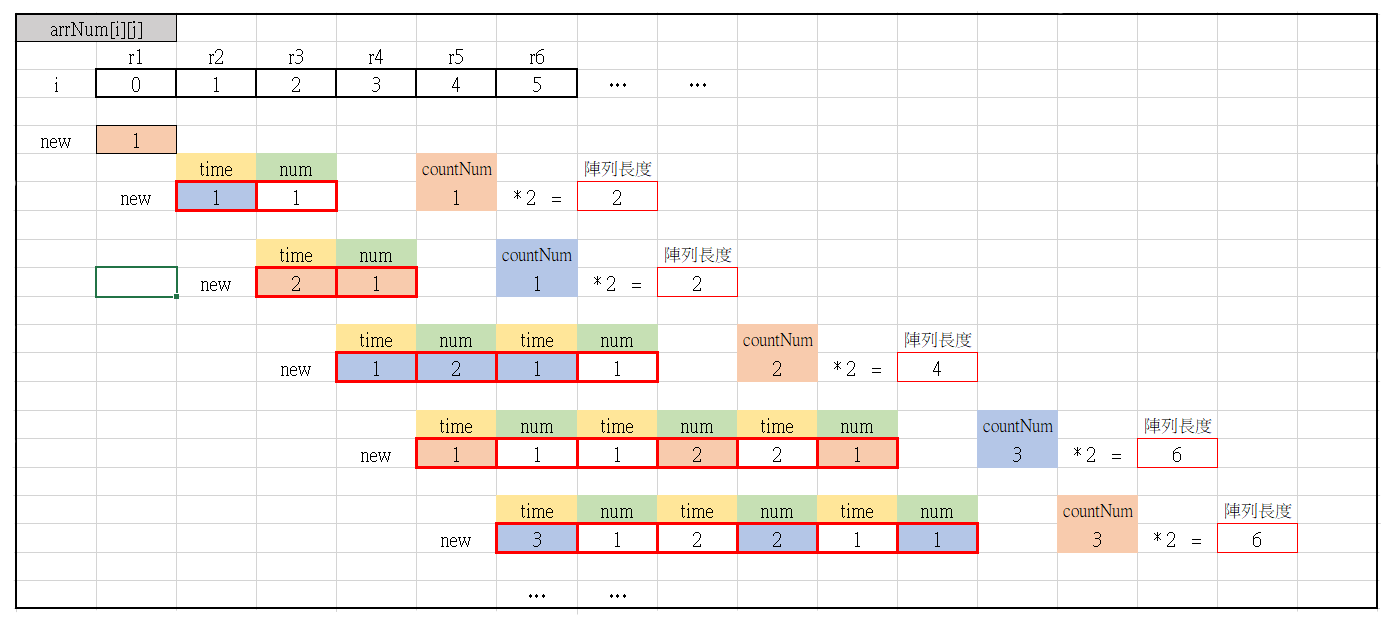 arrNum[i][j]
r1 r2 r3 r4 r5 r6
i 0 1 2 3 4 5 ... ...
new 1
time num countNum 陣列長度
new 1 1 1 *2 = 2
time num countNum 陣列長度
new 2 1 1 *2 = 2
time num time num countNum 陣列長度
new 1 2 1 1 2 *2 = 4
time num time num time num countNum 陣列長度
new 1 1 1 2 2 1 3 *2 = 6
time num time num time num countNum 陣列長度
new 3 1 2 2 1 1 3 *2 = 6
... ...